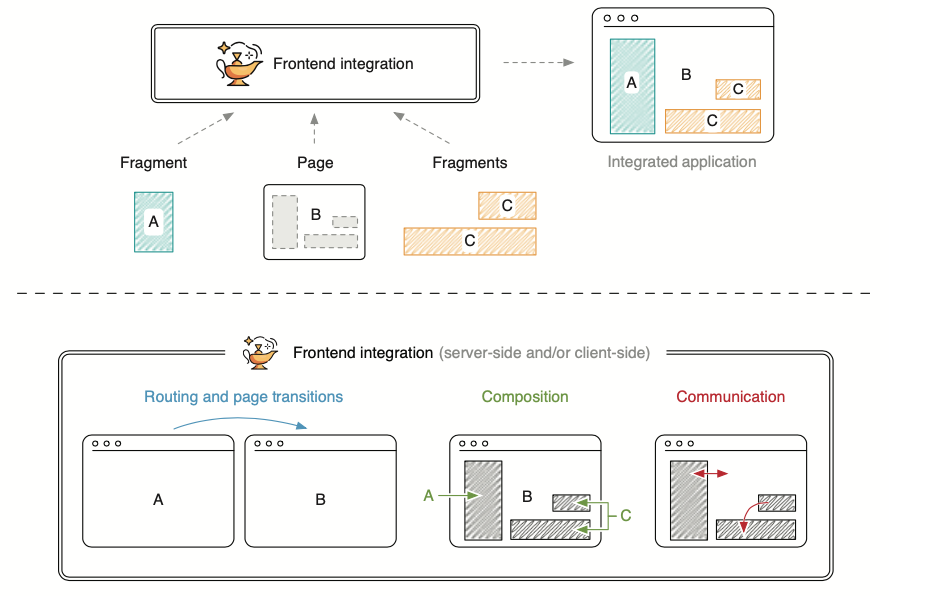 Frontend integration
A
B
C
C
Integrated application
Fragment
Page
Fragments
A
B
C
C
Frontend integration (server-side and/or client-side)
Routing and page transitions
Composition
Communication
A
B
A
B
C